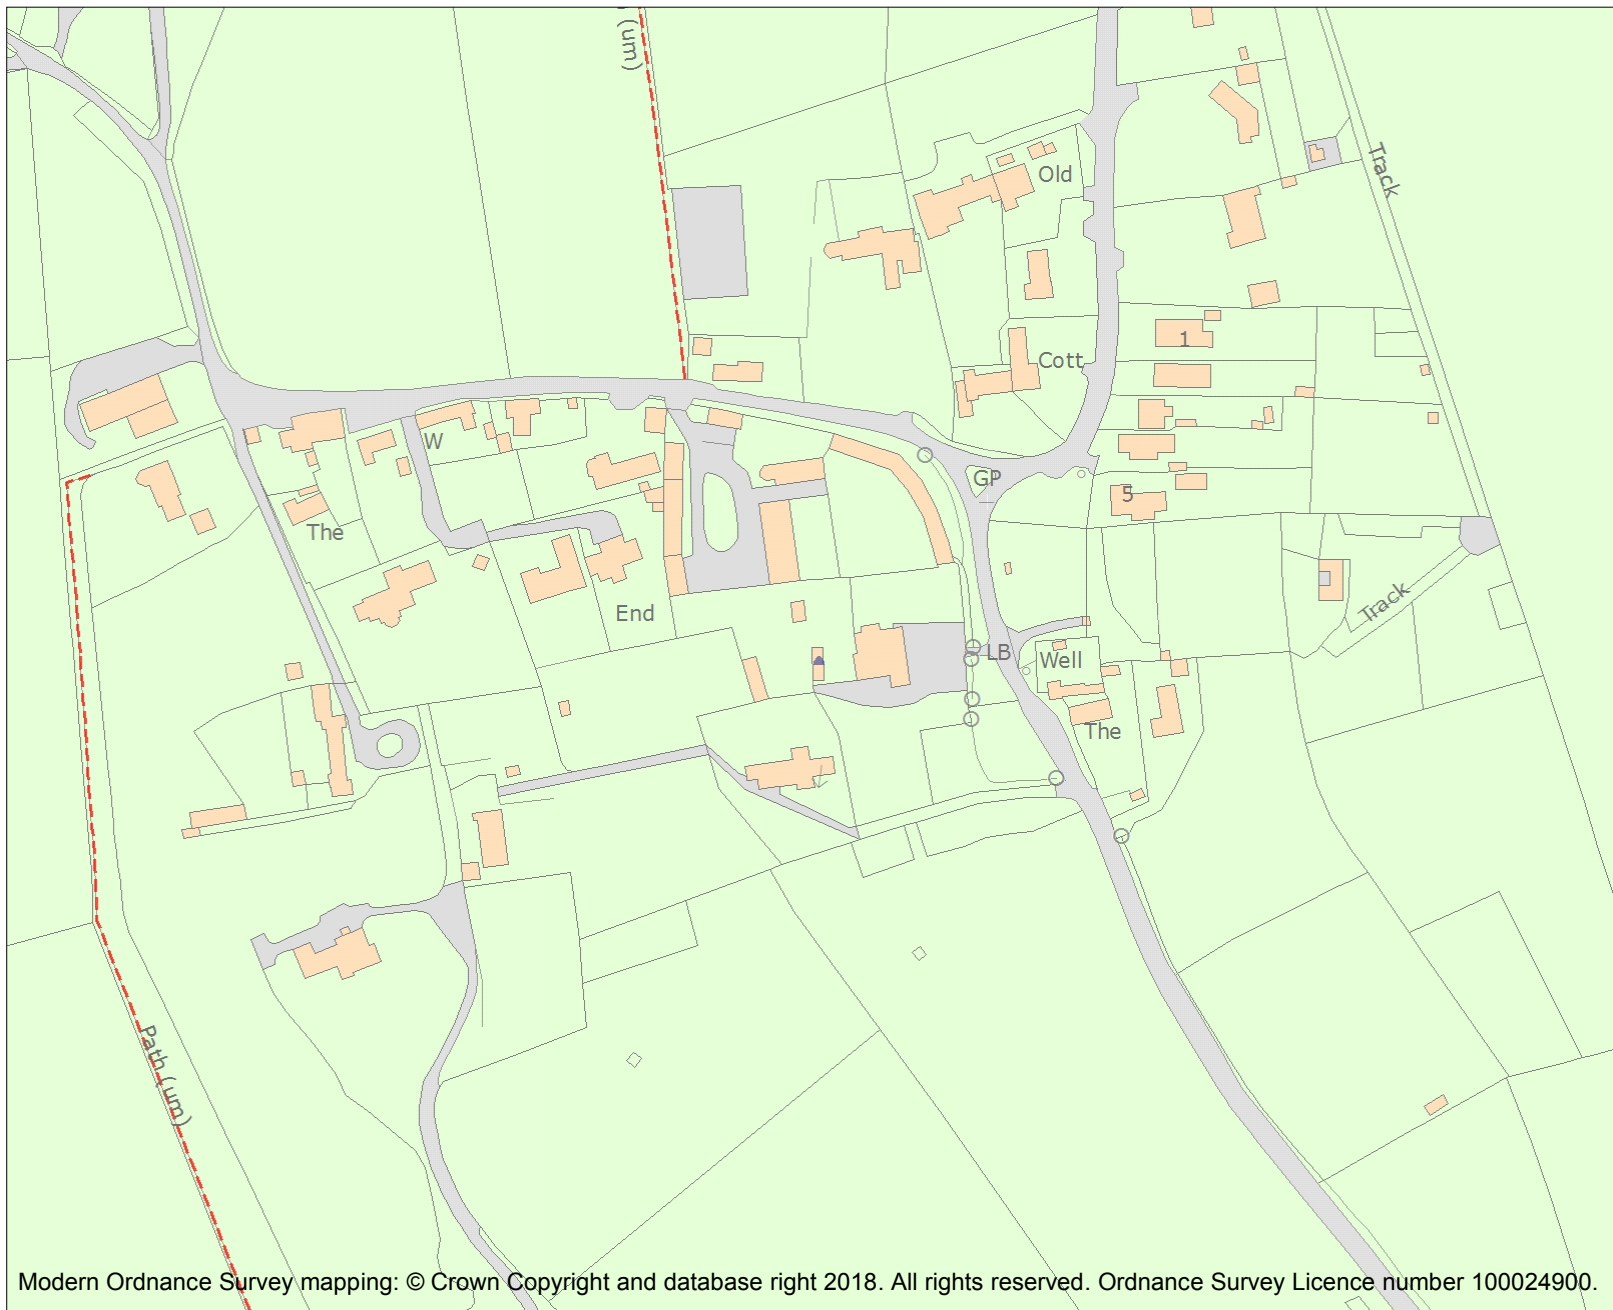 (um)
Track
Old
1
Cott
W
GP
5
The
Track
End
LB
Well
The
Path (um)
Modern Ordnance Survey mapping: © Crown Copyright and database right 2018. All rights reserved. Ordnance Survey Licence number 100024900.